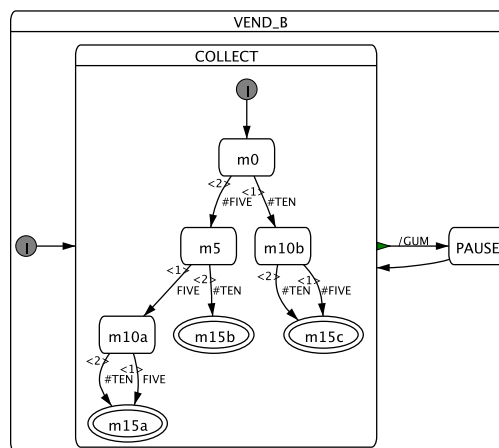 VEND_B
COLLECT
I
m0
<2> <1>
#FIVE #TEN
I
m5 m10b
/GUM
PAUSE
<1> <2> <2> <1>
FIVE #TEN #TEN #FIVE
m10a m15b m15c
<2> <1>
#TEN FIVE
m15a